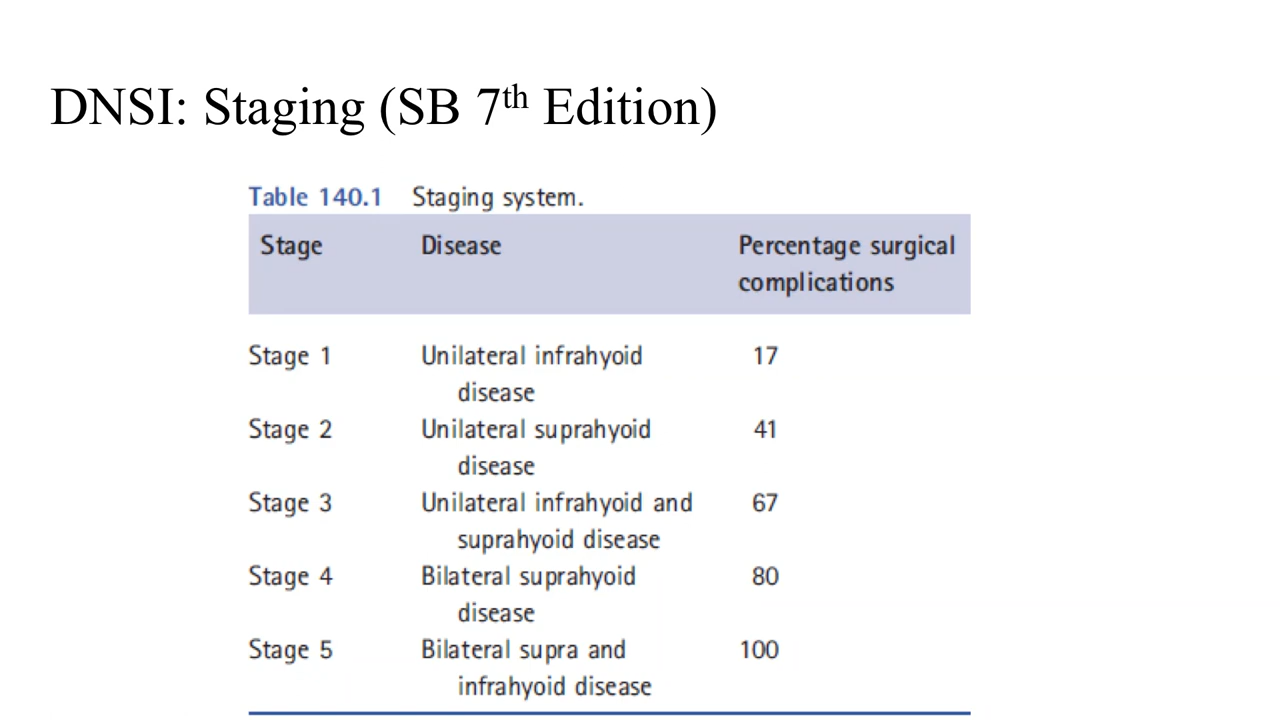 DNSI: Staging (SB 7th Edition)
Table 140.1 Staging system.
Stage Disease Percentage surgical
complications
Stage 1 Unilateral infrahyoid 17
disease
Stage 2 Unilateral suprahyoid 41
disease
Stage 3 Unilateral infrahyoid and 67
suprahyoid disease
Stage 4 Bilateral suprahyoid 80
disease
Stage 5 Bilateral supra and 100
infrahyoid disease